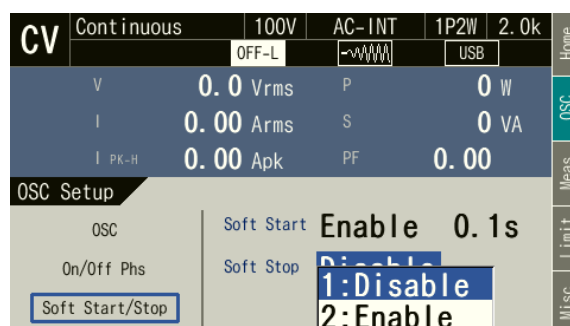 CV Continuous 100V AC-INT 1P2W 2.0k
OFF-L USB
V 0.0 Vrms P 0 W
I 0.00 Arms S 0 VA
I PK-H 0.00 Apk PF 0.00
OSC Setup
OSC
On/Off Phs
Soft Start/Stop
Soft Start Enable 0.1s
Soft Stop Disable
1:Disable
2:Enable
Home
OSC
Meas
Limit
Misc